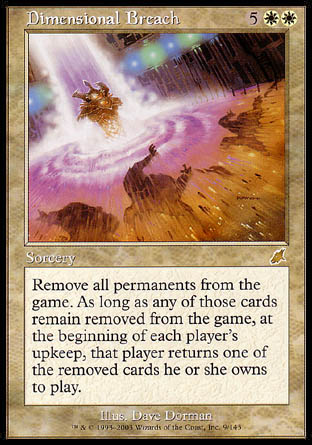 Dimensional Breach 5
Sorcery
Remove all permanents from the
game. As long as any of those cards
remain removed from the game, at
the beginning of each player's
upkeep, that player returns one of
the removed cards he or she owns
to play.
Illus. Dave Dorman
™ & © 1993-2003 Wizards of the Coast, Inc. 9/143